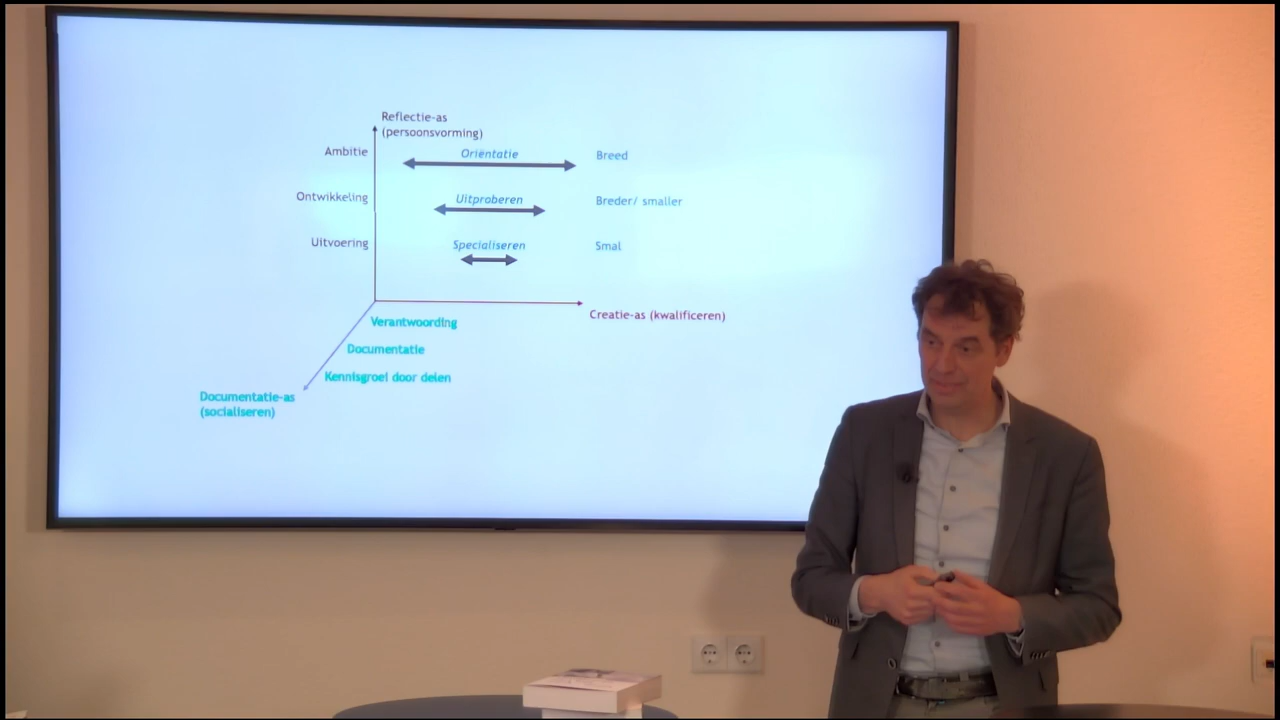 Reflectie-as
(persoonsvorming)
Ambitie
Oriëntatie
Breed
Ontwikkeling
Uitproberen
Breder/ smaller
Uitvoering
Specialiseren
Smal
Creatie-as (kwalificeren)
Verantwoording
Documentatie
Kennisgroei door delen
Documentatie-as
(socialiseren)